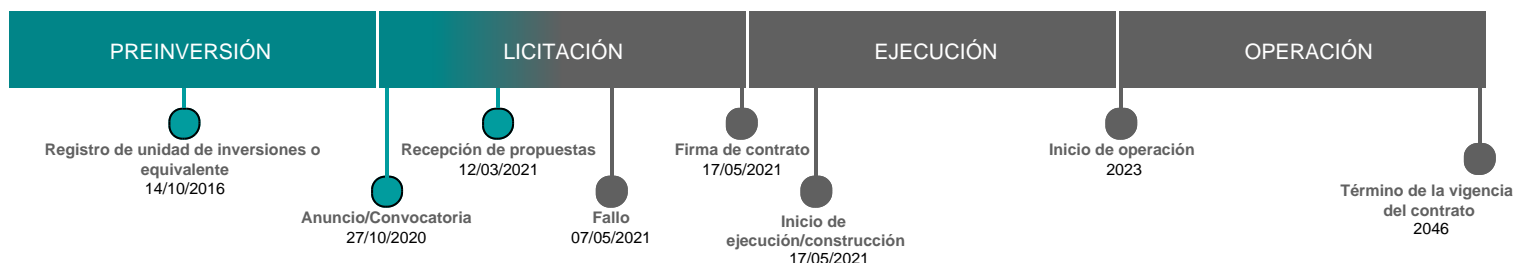 PREINVERSIÓN
LICITACIÓN
EJECUCIÓN
OPERACIÓN
Registro de unidad de inversiones o
equivalente
14/10/2016
Anuncio/Convocatoria
27/10/2020
Recepción de propuestas
12/03/2021
Fallo
07/05/2021
Firma de contrato
17/05/2021
Inicio de
ejecución/construcción
17/05/2021
Inicio de operación
2023
Término de la vigencia
del contrato
2046